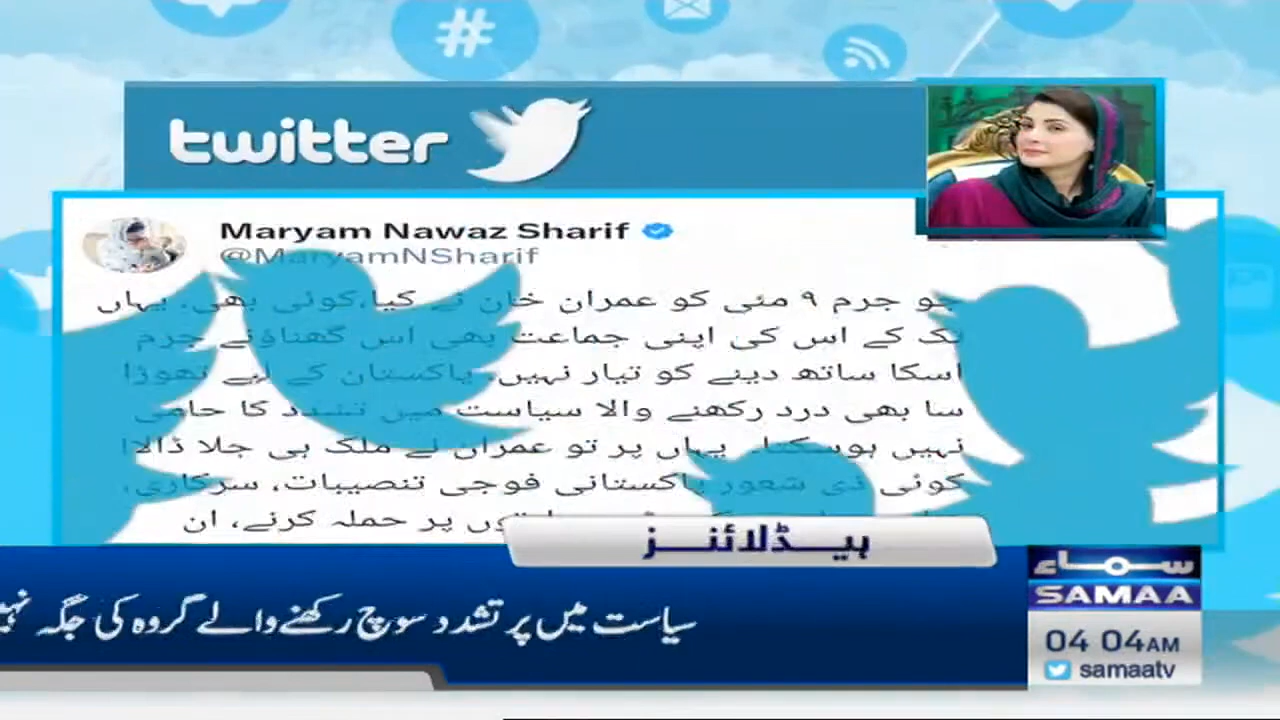 #
twitter
Maryam Nawaz Sharif
@MaryamNSharif
جو جرم ٩ مئی کو عمران خان نے کیا،کوئی بھی، یہاں
تک کے اس کی اپنی جماعت بھی اس گھناؤنے جرم
اسکا ساتھ دینے کو تیار نہیں۔ پاکستان کے لیے تھوڑا
سا بھی درد رکھنے والا سیاست میں تشدد کا حامی
نہیں ہوسکتا۔ یہاں پر تو عمران نے ملک ہی جلا ڈالا!
کوئی ذی شعور پاکستانی فوجی تنصیبات، سرکاری،
پر حملہ کرنے، ان
ہیڈلائنز
سیاست میں پر تشدد سوچ رکھنے والے گروہ کی جگہ
سماء
SAMAA
04 04AM
samaatv